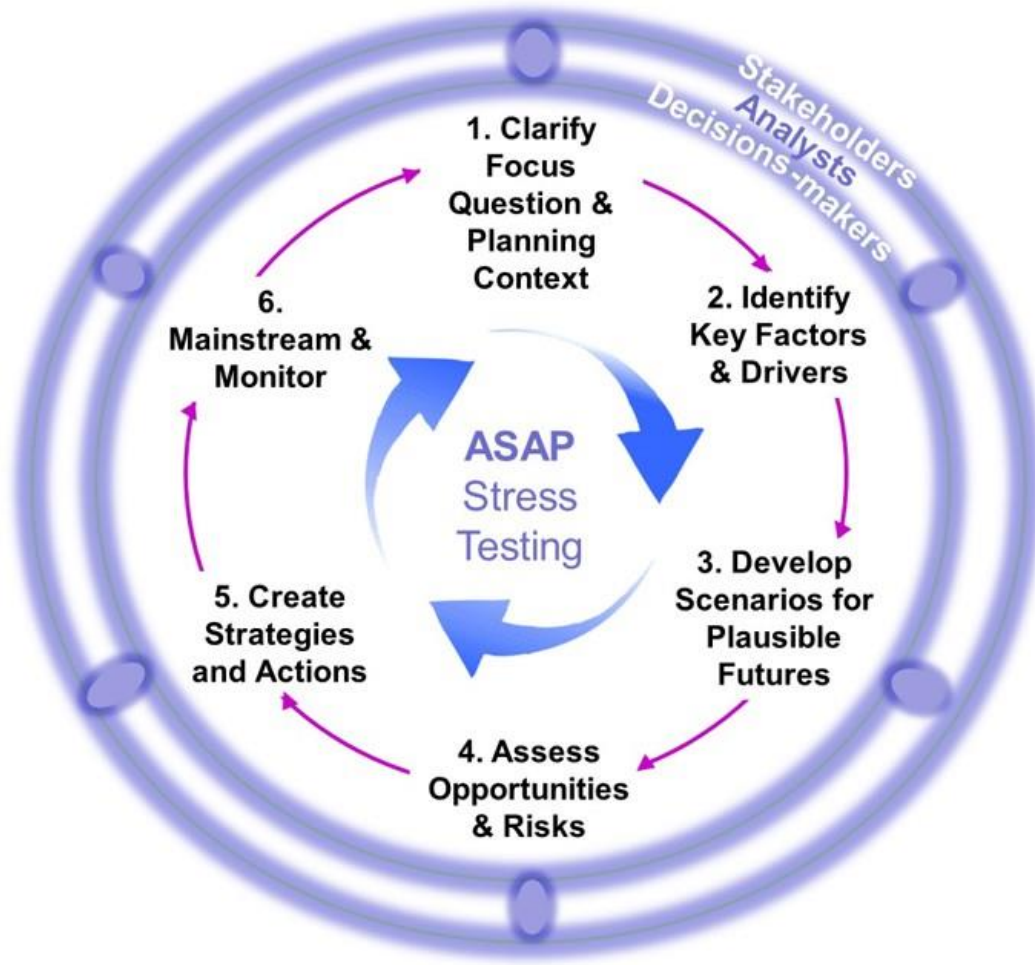 Stakeholders
Analysts
Decisions-makers
1. Clarify
Focus
Question &
Planning
Context
2. Identify
Key Factors
& Drivers
3. Develop
Scenarios for
Plausible
Futures
4. Assess
Opportunities
& Risks
5. Create
Strategies
and Actions
6.
Mainstream &
Monitor
ASAP
Stress
Testing